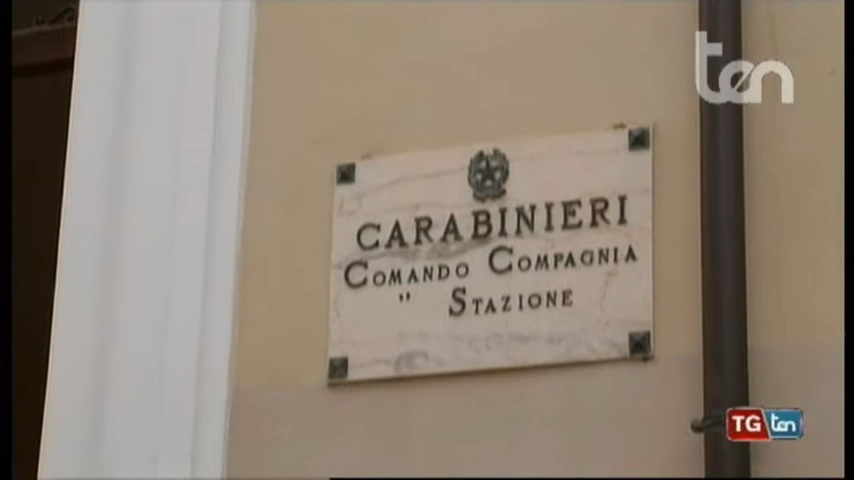 ten
CARABINIERI
COMANDO COMPAGNIA
" STAZIONE
TG ten